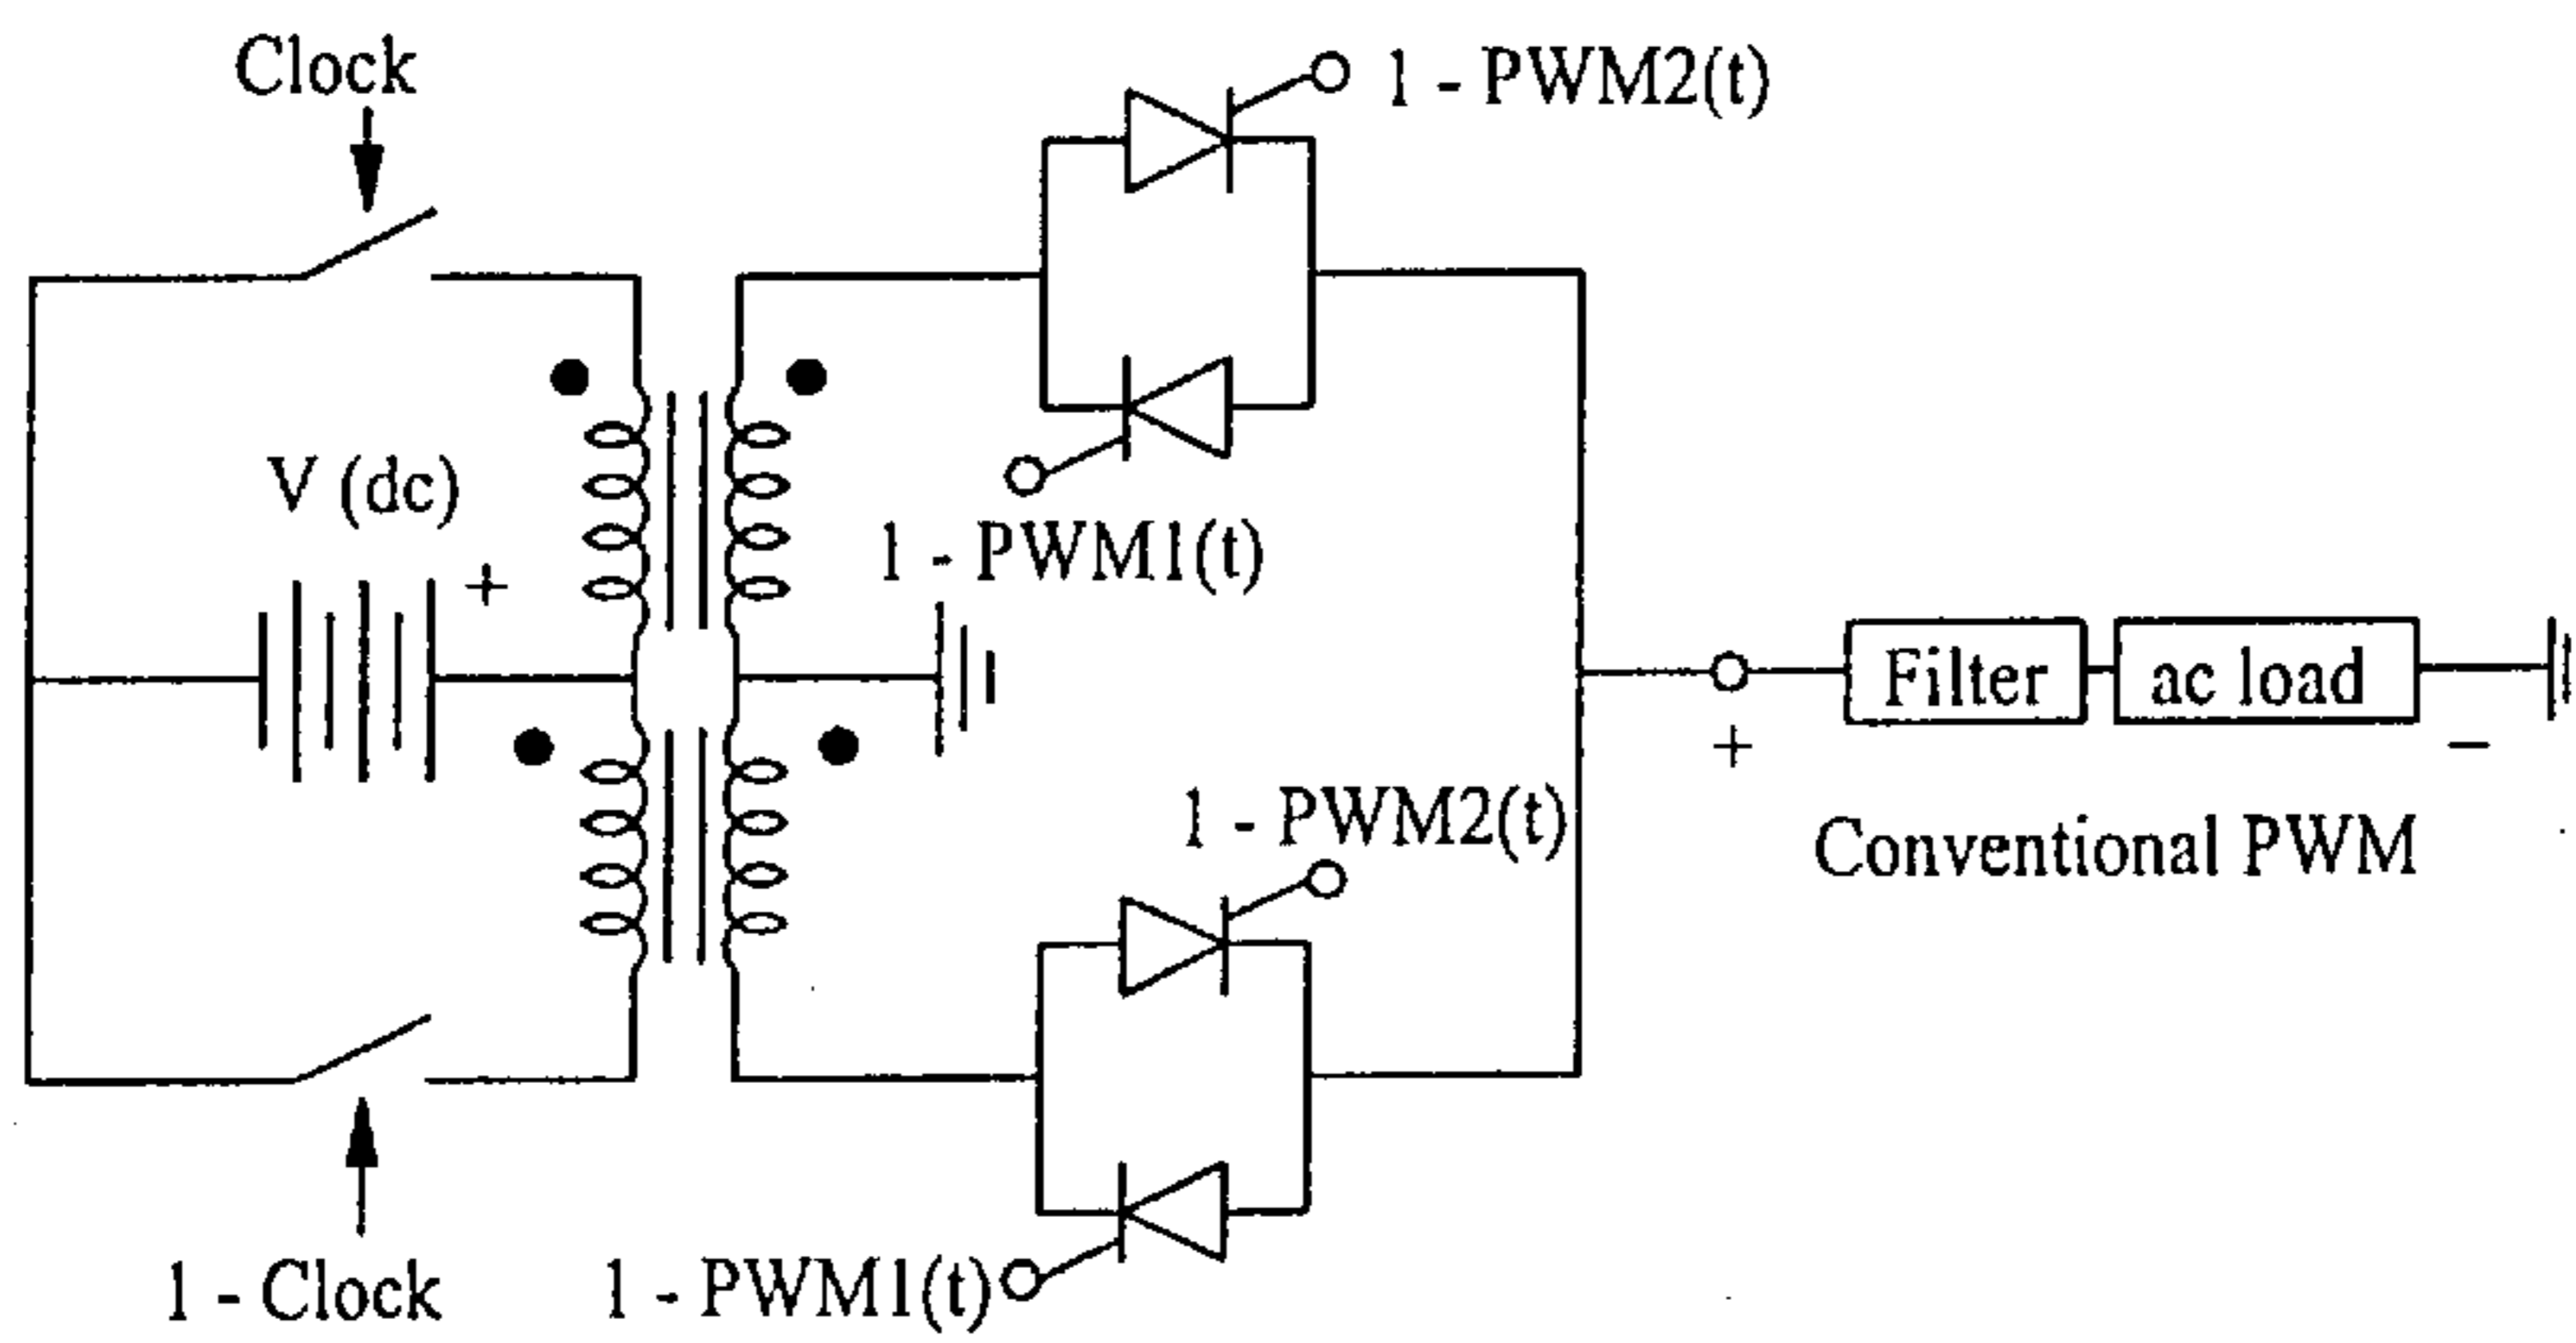 Clock
1 - PWM2(t)
V (dc)
+
1 - PWM1(t)
Filter
ac load
+
-
1 - PWM2(t)
Conventional PWM
1 - Clock
1 - PWM1(t)